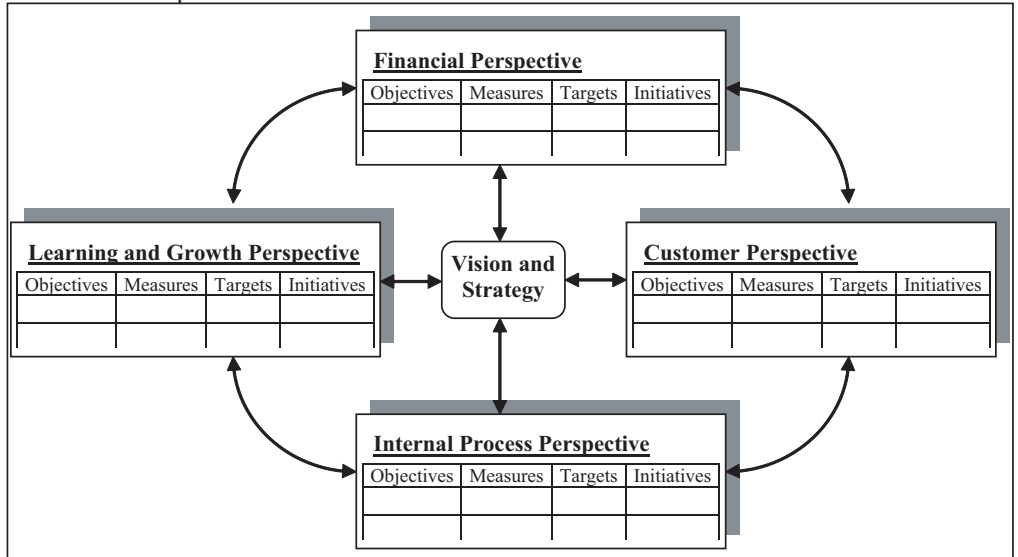 Financial Perspective
Objectives Measures Targets Initiatives
Learning and Growth Perspective
Objectives Measures Targets Initiatives
Vision and
Strategy
Customer Perspective
Objectives Measures Targets Initiatives
Internal Process Perspective
Objectives Measures Targets Initiatives